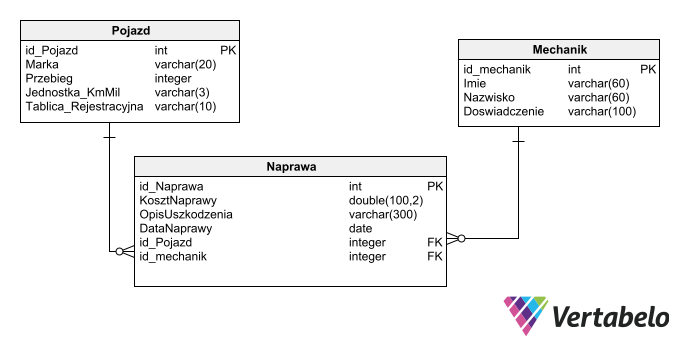 Pojazd
id_Pojazd int PK
Marka varchar(20)
Przebieg integer
Jednostka_KmMil varchar(3)
Tablica_Rejestracyjna varchar(10)
Mechanik
id_mechanik int PK
Imie varchar(60)
Nazwisko varchar(60)
Doswiadczenie varchar(100)
Naprawa
id_Naprawa int PK
KosztNaprawy double(100,2)
OpisUszkodzenia varchar(300)
DataNaprawy date
id_Pojazd integer FK
id_mechanik integer FK
Vertabelo